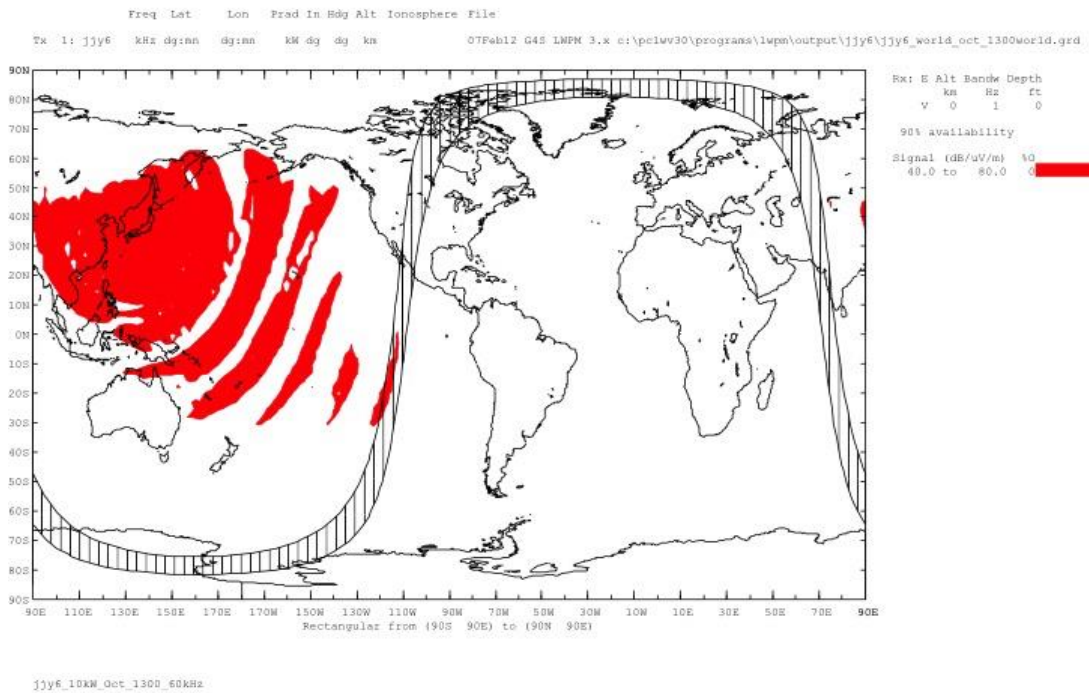 Freq Lat Lon Prad In Hdg Alt Ionosphere File
Tx 1: jjy6 kHz dg:mn dg:mn kW dg dg km 07Feb12 G4S LWPM 3.x c:\pclwv30\programs\lwpm\output\jjy6\jjy6_world_oct_1300world.grd
Rx: E Alt Bandw Depth
km Hz ft
V 0 1 0
90% availability
Signal (dB/uV/m) %O
40.0 to 80.0 0
90N
80N
70N
60N
50N
40N
30N
20N
10N
0N
10S
20S
30S
40S
50S
60S
70S
80S
90S
90E 110E 130E 150E 170E 170W 150W 130W 110W 90W 70W 50W 30W 10W 10E 30E 50E 70E 90E
Rectangular from (90S 90E) to (90N 90E)
jjy6_10kW_Oct_1300_60kHz